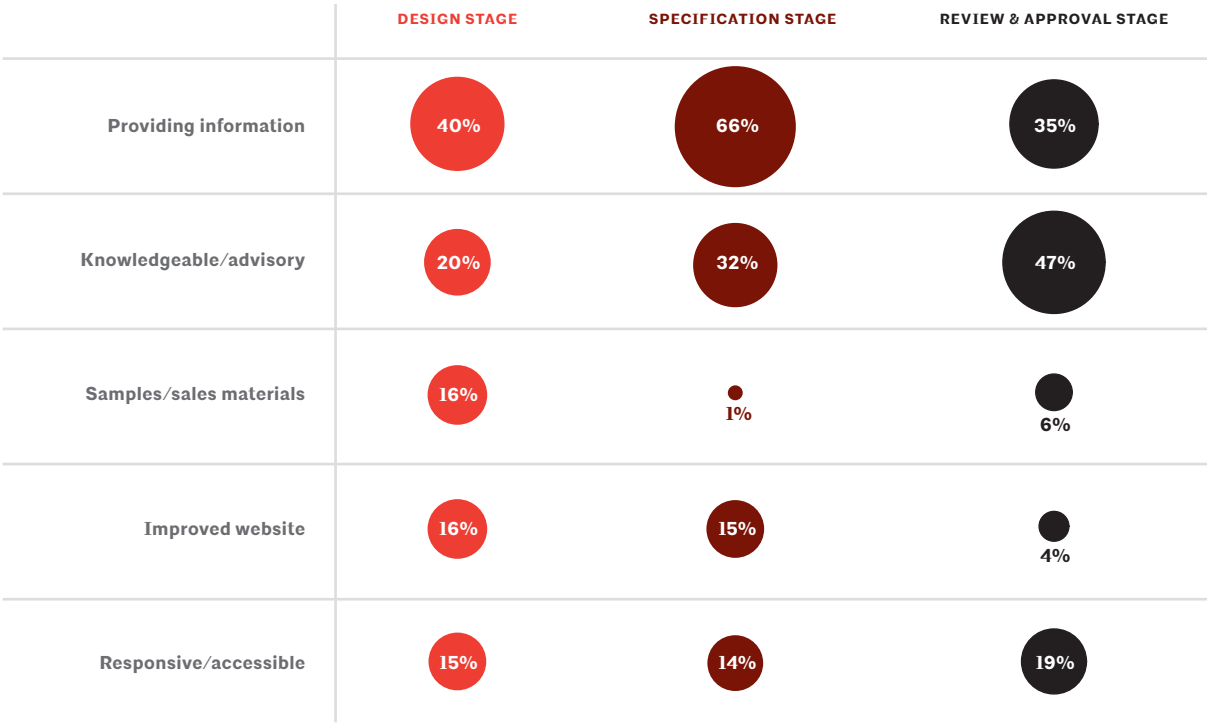 DESIGN STAGE
SPECIFICATION STAGE
REVIEW & APPROVAL STAGE
Providing information
40%
66%
35%
Knowledgeable/advisory
20%
32%
47%
Samples/sales materials
16%
1%
6%
Improved website
16%
15%
4%
Responsive/accessible
15%
14%
19%